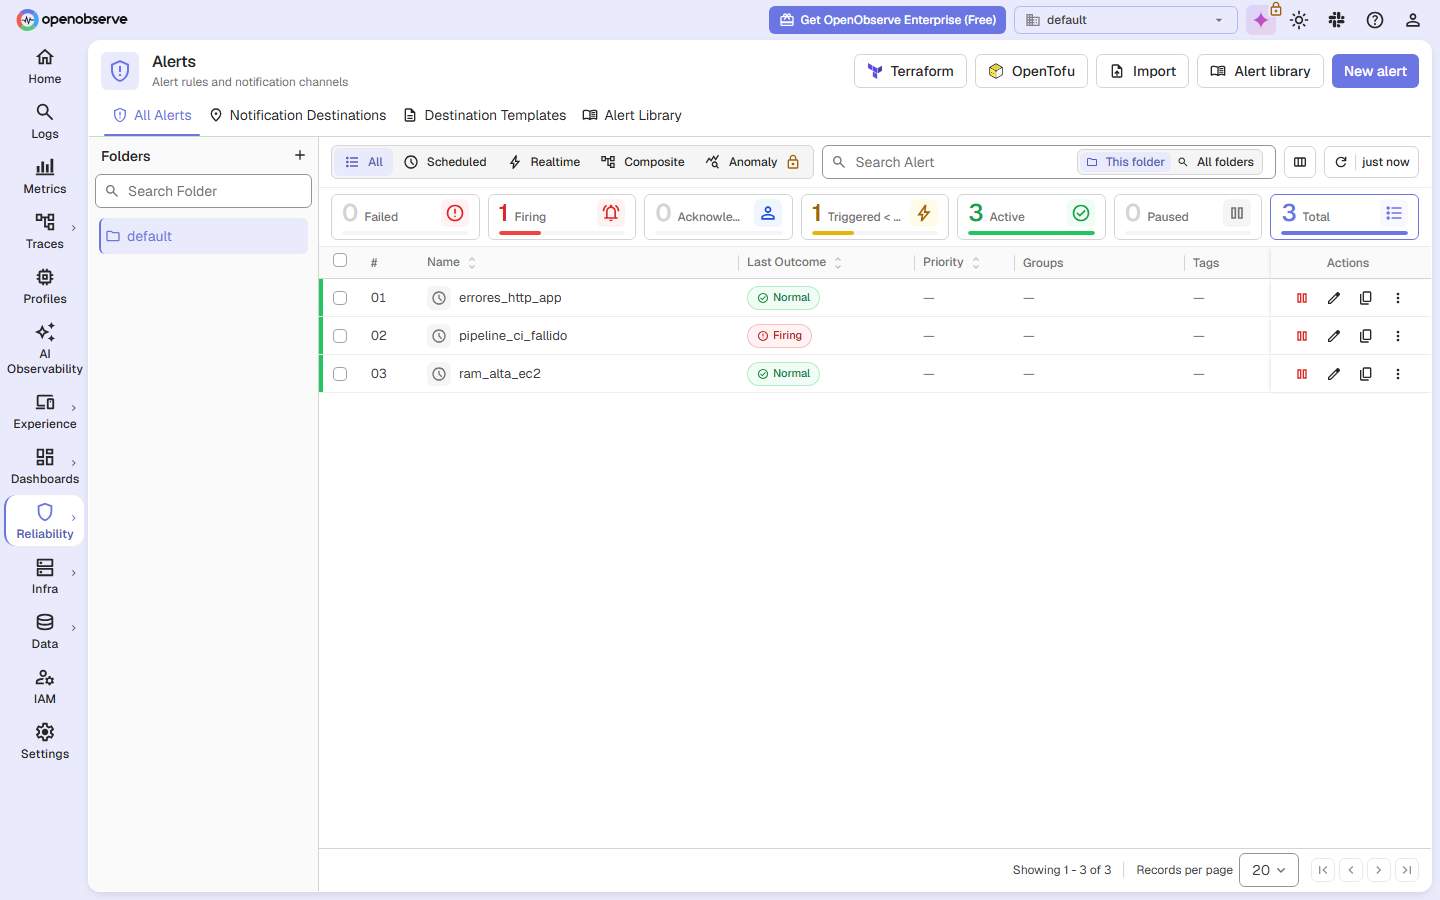 openobserve
Get OpenObserve Enterprise (Free)
default
Home
Logs
Metrics
Traces
Profiles
AI
Observability
Experience
Dashboards
Reliability
Infra
Data
IAM
Settings
Alerts
Alert rules and notification channels
Terraform
OpenTofu
Import
Alert library
New alert
All Alerts
Notification Destinations
Destination Templates
Alert Library
Folders
Search Folder
default
All
Scheduled
Realtime
Composite
Anomaly
Search Alert
This folder
All folders
just now
0 Failed
1 Firing
0 Acknowle...
1 Triggered < ...
3 Active
0 Paused
3 Total
# Name Last Outcome Priority Groups Tags Actions
01 errores_http_app Normal — — —
02 pipeline_ci_fallido Firing — — —
03 ram_alta_ec2 Normal — — —
Showing 1 - 3 of 3
Records per page
20